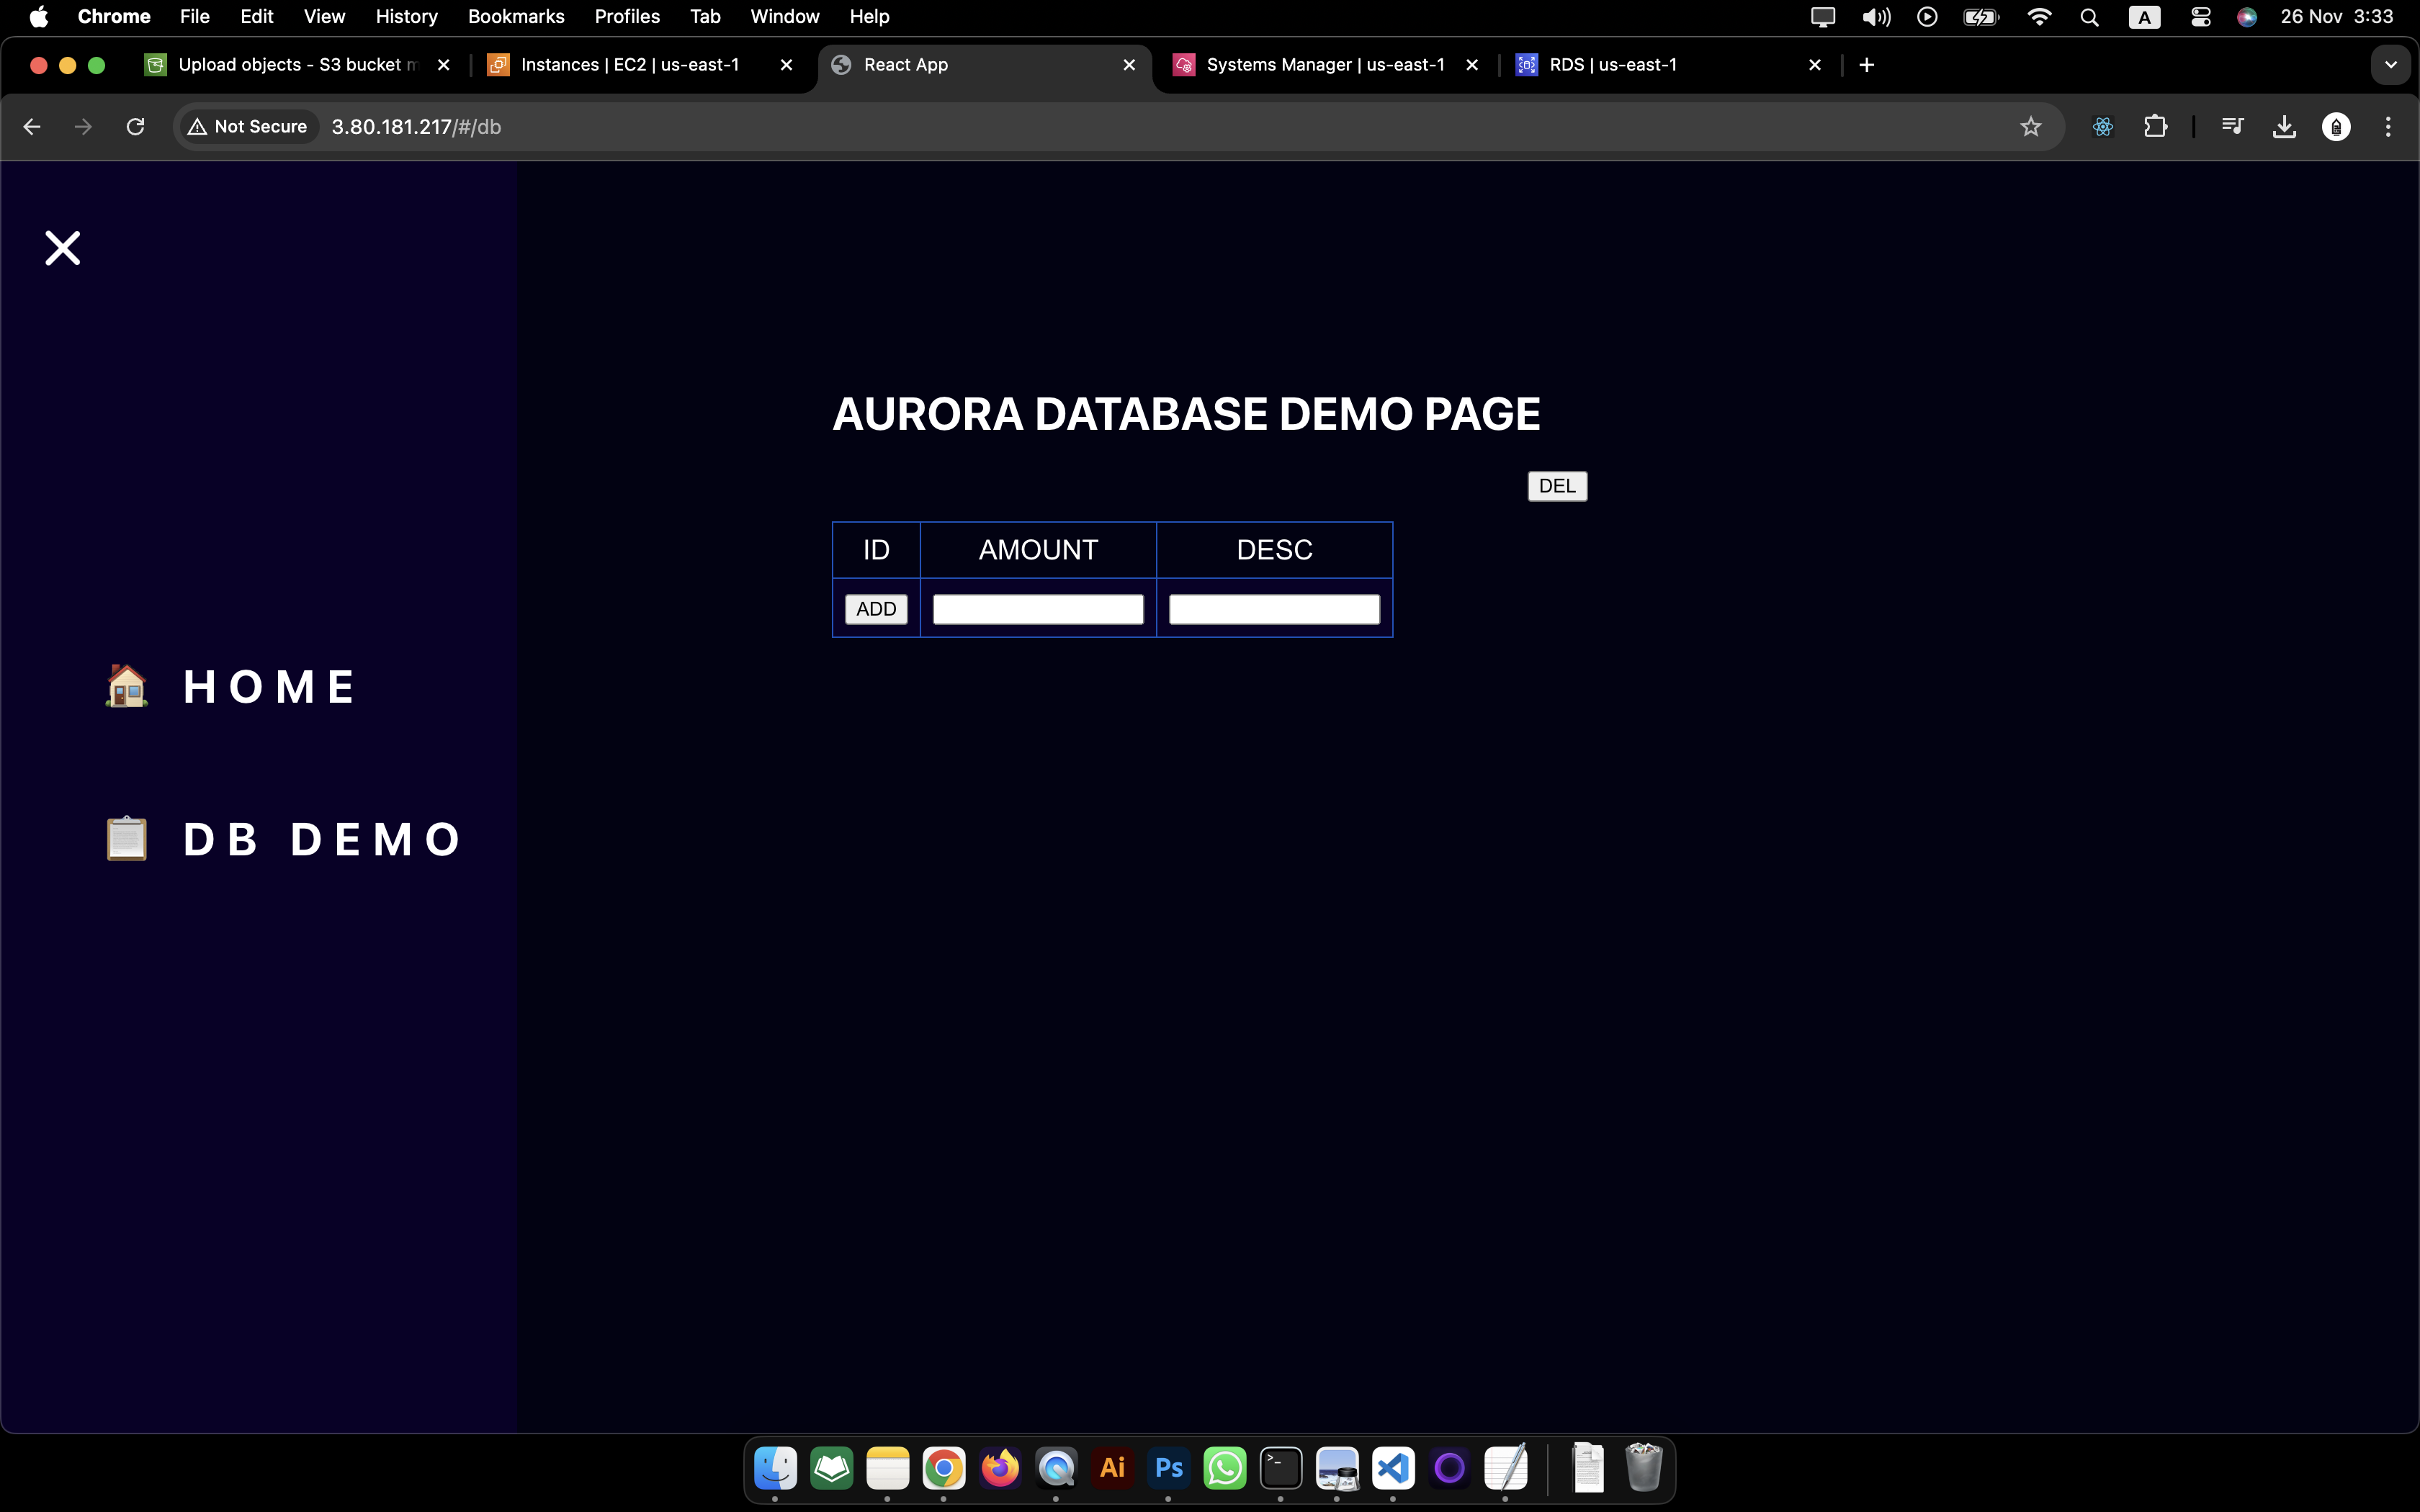 Chrome File Edit View History Bookmarks Profiles Tab Window Help A 26 Nov 3:33
Upload objects - S3 bucket Instances | EC2 | us-east-1 React App Systems Manager | us-east-1 RDS | us-east-1
Not Secure 3.80.181.217/#/db
AURORA DATABASE DEMO PAGE
DEL
ID AMOUNT DESC
ADD
HOME
DB DEMO
Ai Ps >_